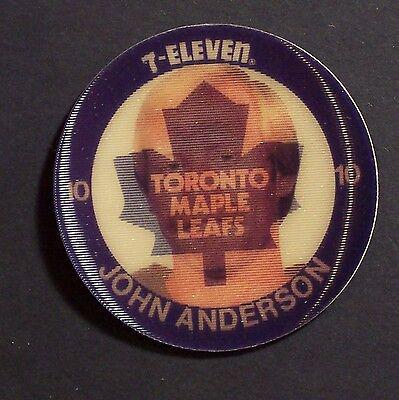 7-ELEVEN®
10
10
TORONTO
MAPLE
LEAFS
JOHN ANDERSON